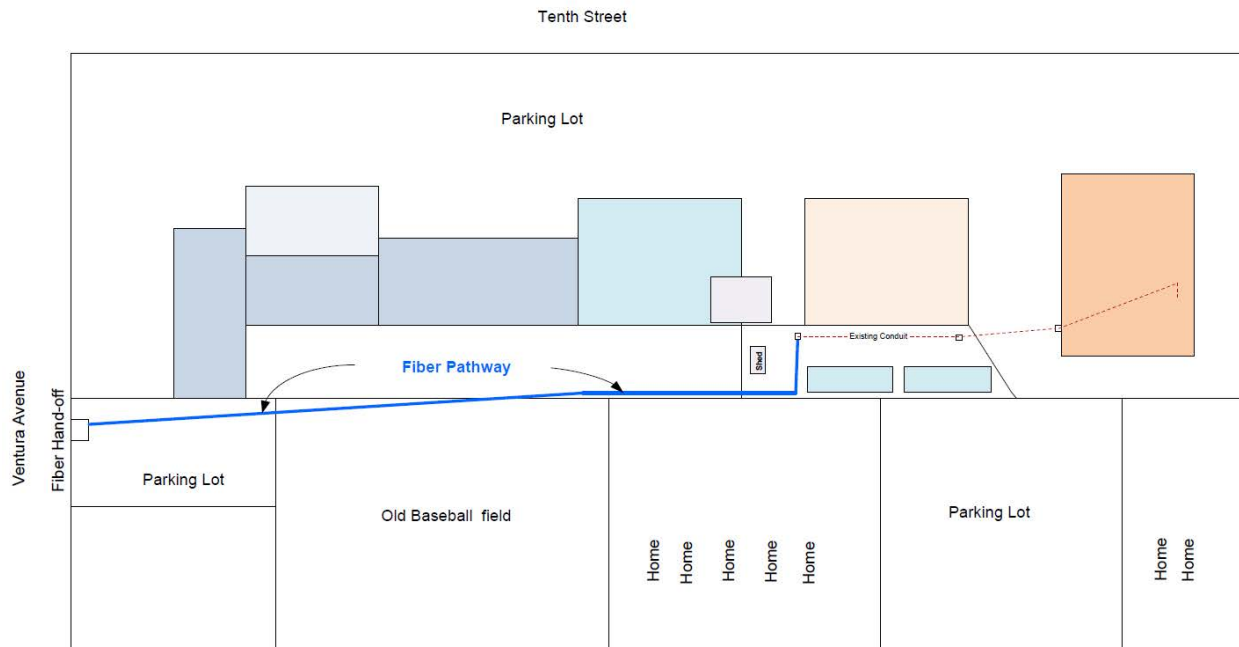 Tenth Street
Parking Lot
Existing Conduit
Shed
Fiber Pathway
Ventura Avenue
Fiber Hand-off
Parking Lot
Old Baseball field
Parking Lot
Home
Home
Home
Home
Home
Home
Home